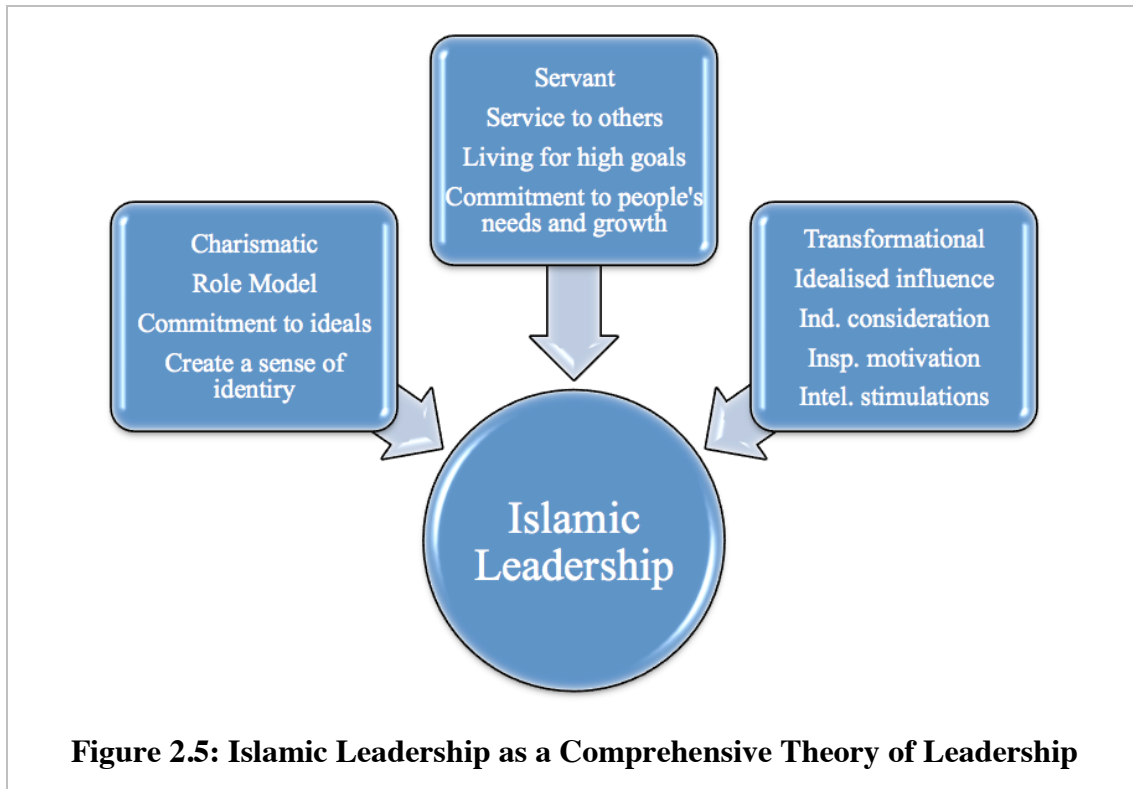 Servant
Service to others
Living for high goals
Commitment to people's
needs and growth
Charismatic
Role Model
Commitment to ideals
Create a sense of
identiry
Transformational
Idealised influence
Ind. consideration
Insp. motivation
Intel. stimulations
Islamic
Leadership
Figure 2.5: Islamic Leadership as a Comprehensive Theory of Leadership